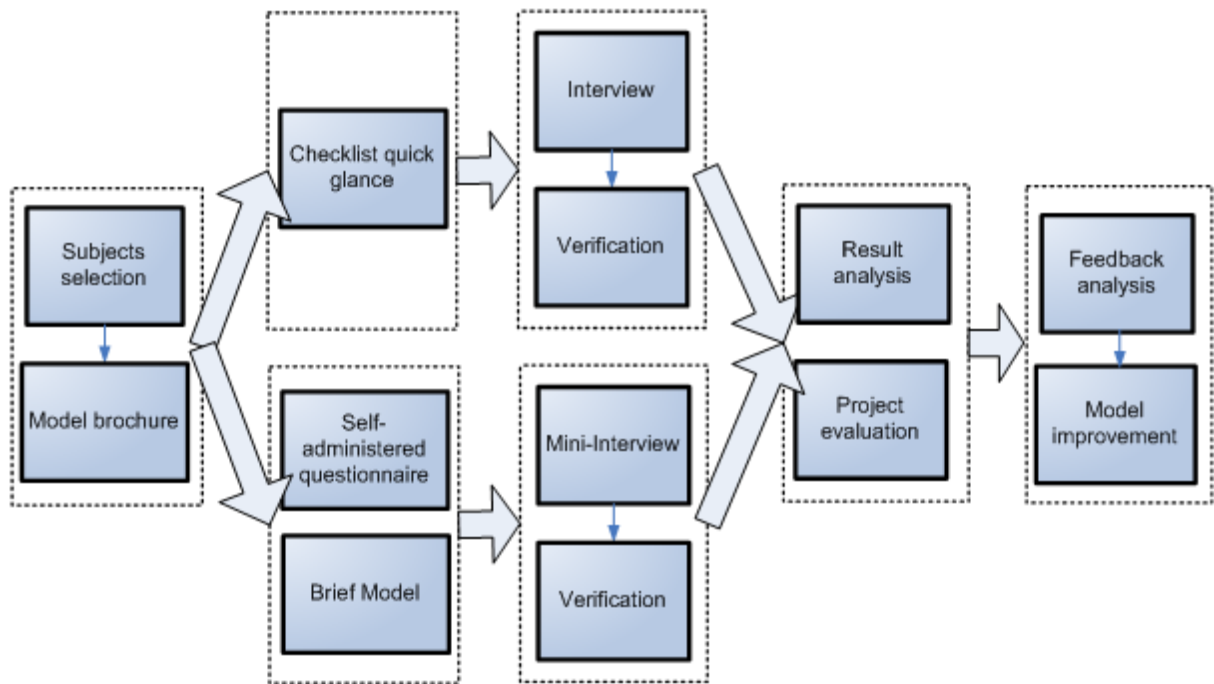 Subjects
selection
Model brochure
Checklist quick
glance
Interview
Verification
Self-
administered
questionnaire
Brief Model
Mini-Interview
Verification
Result
analysis
Project
evaluation
Feedback
analysis
Model
improvement